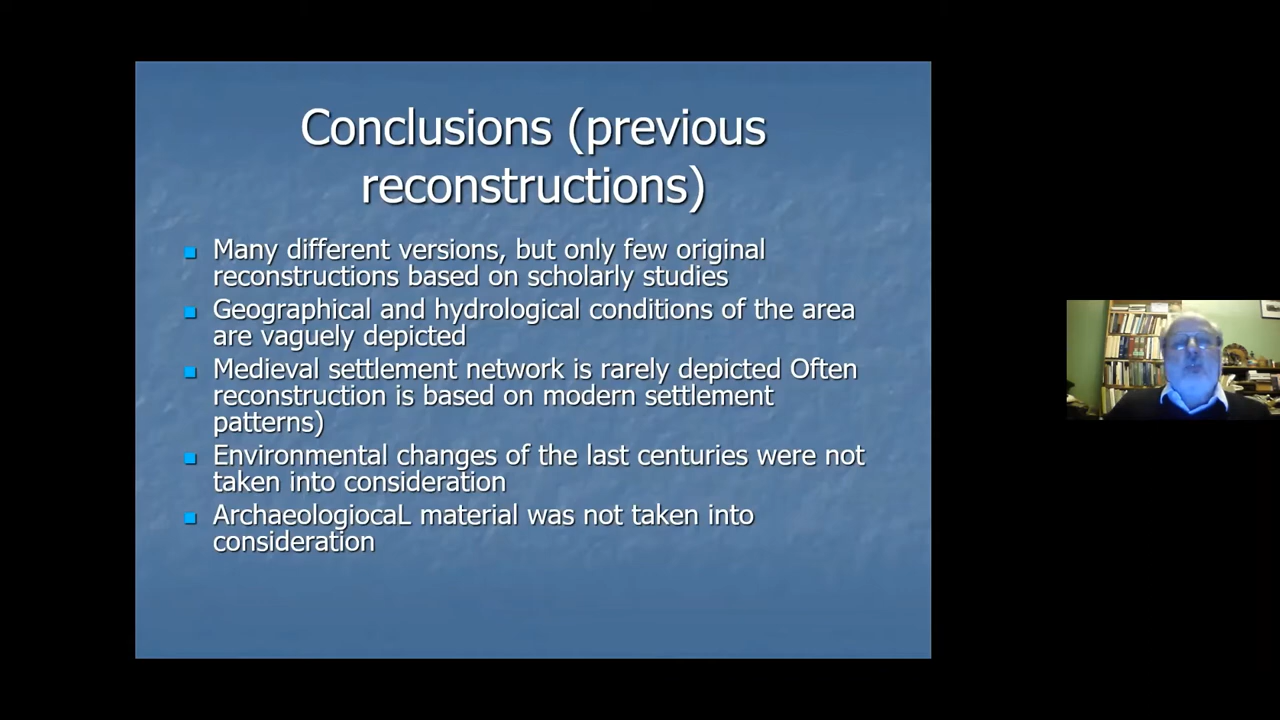 Conclusions (previous
reconstructions)
Many different versions, but only few original
reconstructions based on scholarly studies
Geographical and hydrological conditions of the area
are vaguely depicted
Medieval settlement network is rarely depicted Often
reconstruction is based on modern settlement
patterns)
Environmental changes of the last centuries were not
taken into consideration
ArchaeologiocaL material was not taken into
consideration